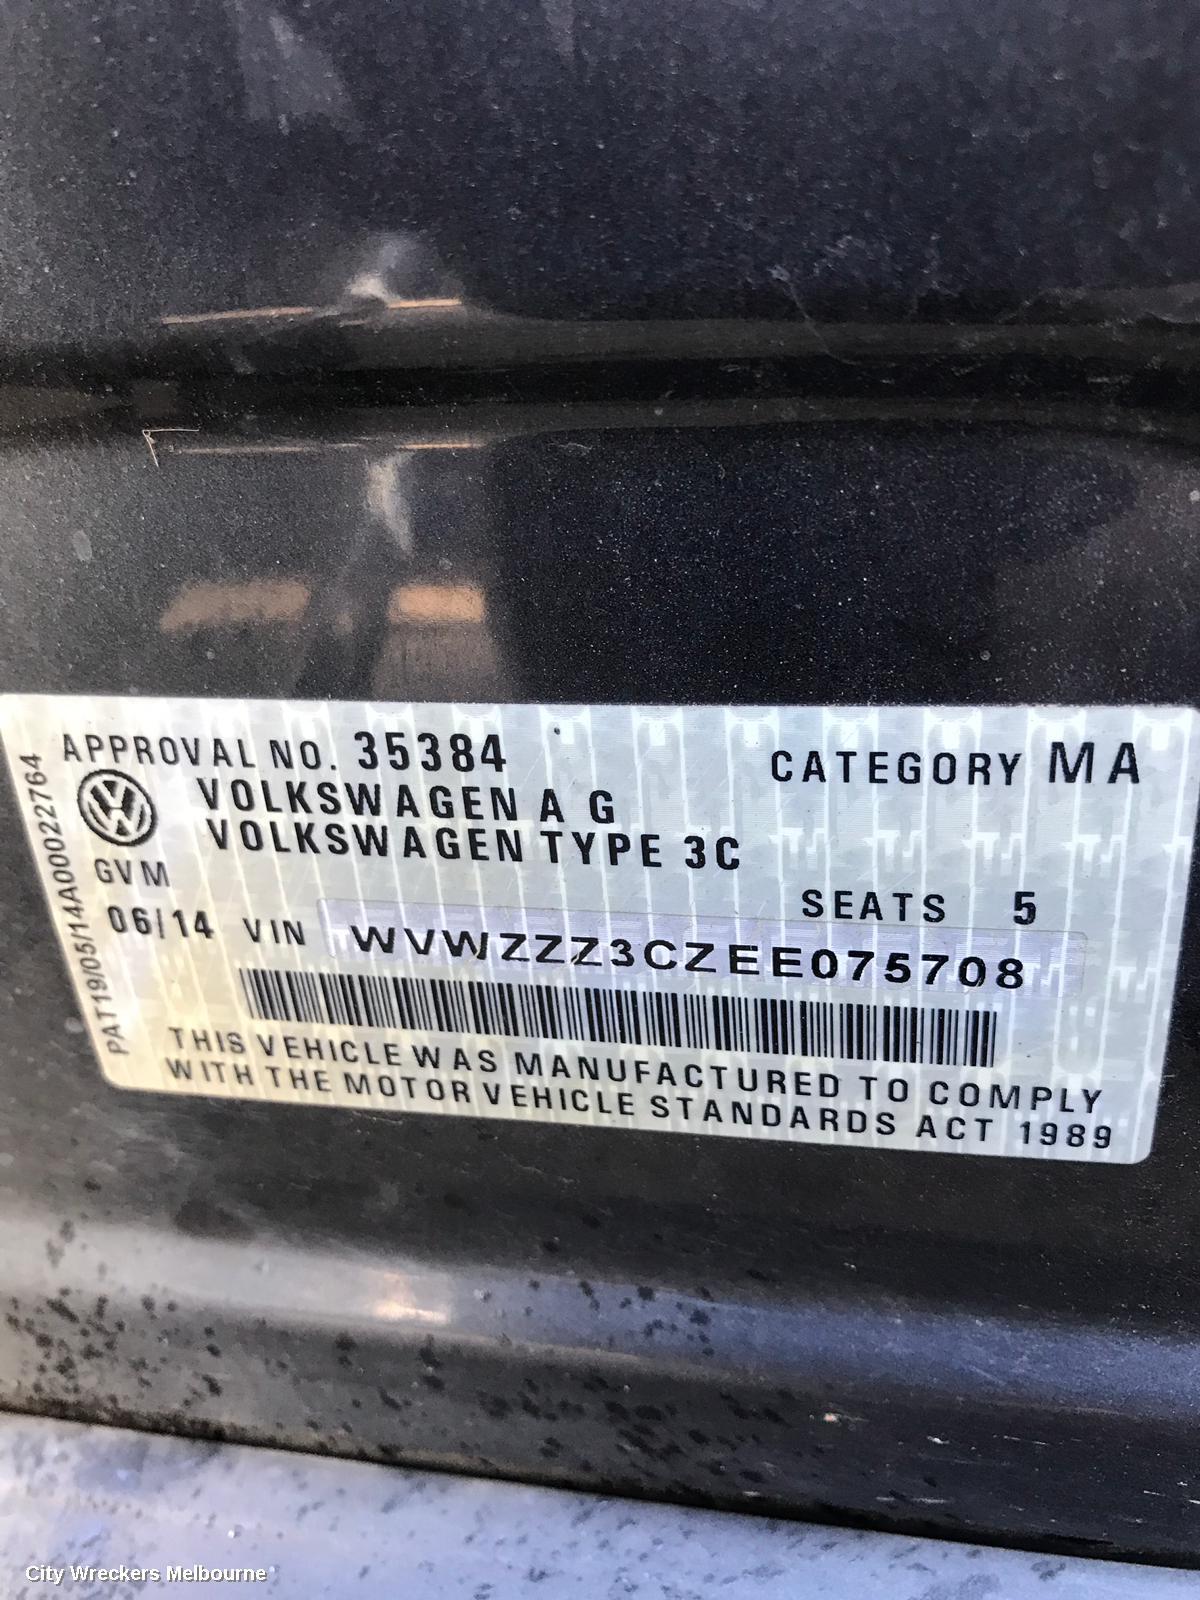 APPROVAL NO. 35384 CATEGORY MA
VOLKSWAGEN A G
VOLKSWAGEN TYPE 3C
GVM
SEATS 5
06/14 VIN WVWZZZ3CZEE075708
THIS VEHICLE WAS MANUFACTURED TO COMPLY
WITH THE MOTOR VEHICLE STANDARDS ACT 1989
PAT19/05/14A00022764
City Wreckers Melbourne